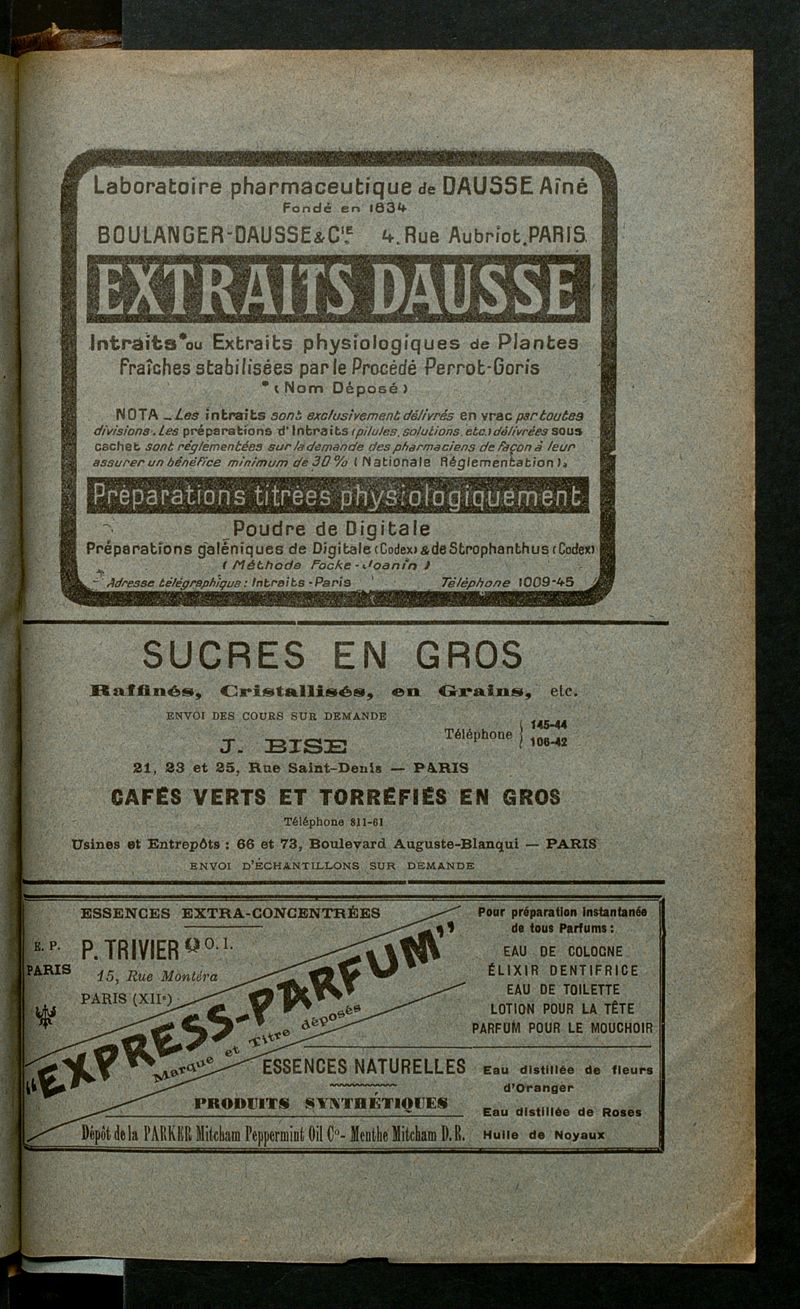 Laboratoire pharmaceutique de DAUSSE Aîné
Fondé en 1834
BOULANGER-DAUSSE & Cie. 4. Rue Aubriot. PARIS.
EXTRAITS DAUSSE
Intraits* ou Extraits physiologiques de Plantes
Fraîches stabilisées par le Procédé Perrot-Goris
* (Nom Déposé)
NOTA _ Les intraits sont exclusivement délivrés en vrac par toutes
divisions. Les préparations d'Intraits (pilules, solutions, etc.) délivrées sous
cachet sont réglementées sur la demande des pharmaciens de façon à leur
assurer un bénéfice minimum de 30% (Nationale Réglementation).
Préparations titrées physiologiquement
Poudre de Digitale
Préparations galéniques de Digitale (Codex) & de Strophanthus (Codex)
(Méthode Focke-Joanin)
Adresse télégraphique: Intraits-Paris Téléphone 1009-45
SUCRES EN GROS
Raffinés, Cristallisés, en Grains, etc.
ENVOI DES COURS SUR DEMANDE
J. BISE Téléphone { 145-44
106-42
21, 23 et 25, Rue Saint-Denis — PARIS
CAFÉS VERTS ET TORRÉFIÉS EN GROS
Téléphone 811-61
Usines et Entrepôts : 66 et 73, Boulevard Auguste-Blanqui — PARIS
ENVOI D'ÉCHANTILLONS SUR DEMANDE
ESSENCES EXTRA-CONCENTRÉES
E. P.
PARIS
P. TRIVIER O. I.
15, Rue Montéra
PARIS (XIIe)
"EXPRESS-PARFUM"
Marque et Titre déposés
Pour préparation instantanée
de tous Parfums :
EAU DE COLOGNE
ÉLIXIR DENTIFRICE
EAU DE TOILETTE
LOTION POUR LA TÊTE
PARFUM POUR LE MOUCHOIR
ESSENCES NATURELLES
PRODUITS SYNTHÉTIQUES
Dépôt de la PARKER Mitcham Peppermint Oil Co - Menthe Mitcham D. R.
Eau distillée de fleurs
d'Oranger
Eau distillée de Roses
Huile de Noyaux